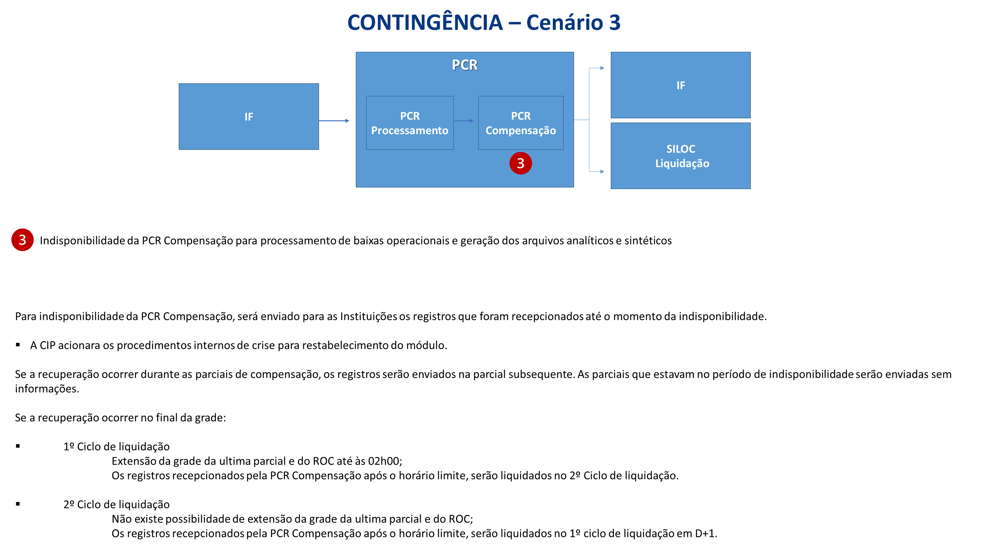 CONTINGÊNCIA – Cenário 3
PCR
IF
PCR
Processamento
PCR
Compensação
3
IF
SILOC
Liquidação
3 Indisponibilidade da PCR Compensação para processamento de baixas operacionais e geração dos arquivos analíticos e sintéticos
Para indisponibilidade da PCR Compensação, será enviado para as Instituições os registros que foram recepcionados até o momento da indisponibilidade.
▪ A CIP acionara os procedimentos internos de crise para restabelecimento do módulo.
Se a recuperação ocorrer durante as parciais de compensação, os registros serão enviados na parcial subsequente. As parciais que estavam no período de indisponibilidade serão enviadas sem
informações.
Se a recuperação ocorrer no final da grade:
▪ 1º Ciclo de liquidação
Extensão da grade da ultima parcial e do ROC até às 02h00;
Os registros recepcionados pela PCR Compensação após o horário limite, serão liquidados no 2º Ciclo de liquidação.
▪ 2º Ciclo de liquidação
Não existe possibilidade de extensão da grade da ultima parcial e do ROC;
Os registros recepcionados pela PCR Compensação após o horário limite, serão liquidados no 1º ciclo de liquidação em D+1.